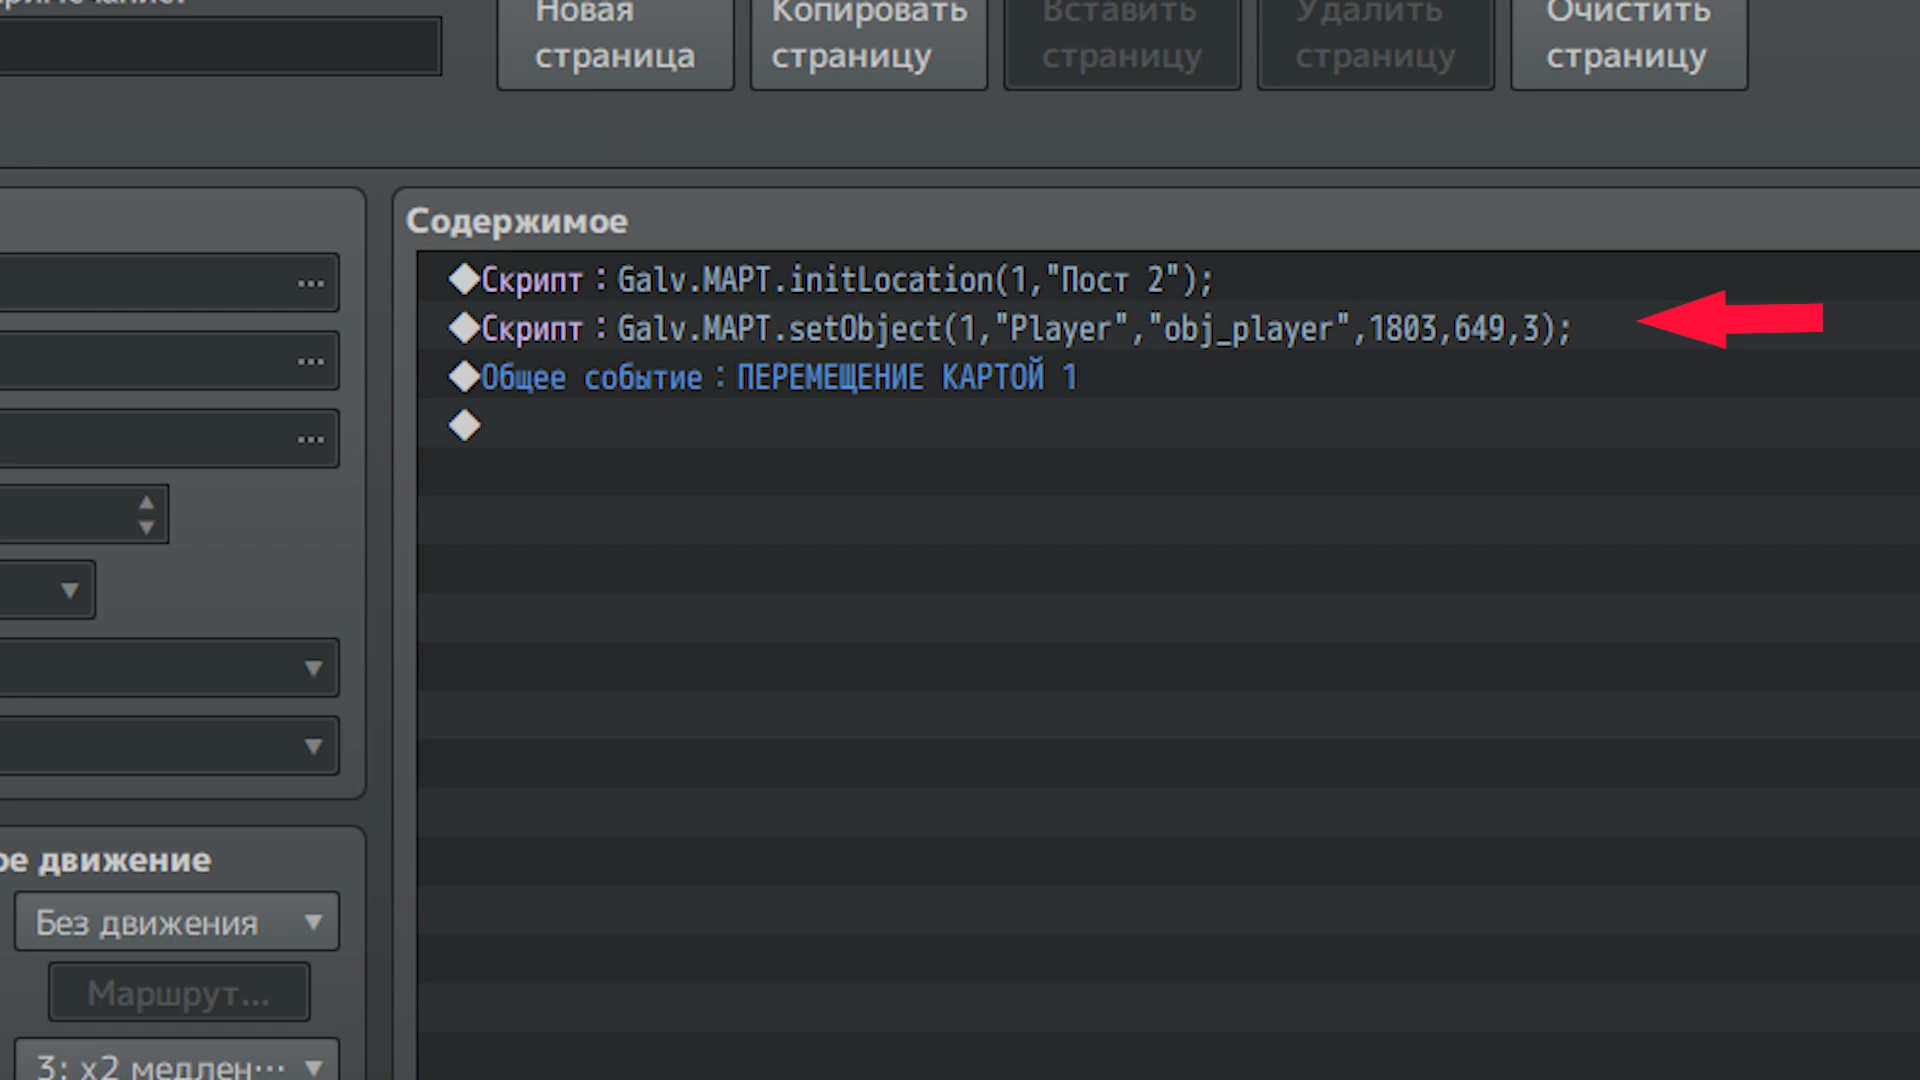 Новая страница
Копировать страницу
Вставить страницу
Удалить страницу
Очистить страницу
Содержимое
◆Скрипт：Galv.MAPT.initLocation(1,"Пост 2");
◆Скрипт：Galv.MAPT.setObject(1,"Player","obj_player",1803,649,3);
◆Общее событие：ПЕРЕМЕЩЕНИЕ КАРТОЙ 1
◆
...
...
...
движение
Без движения
Маршрут...
3: x2 медлен…